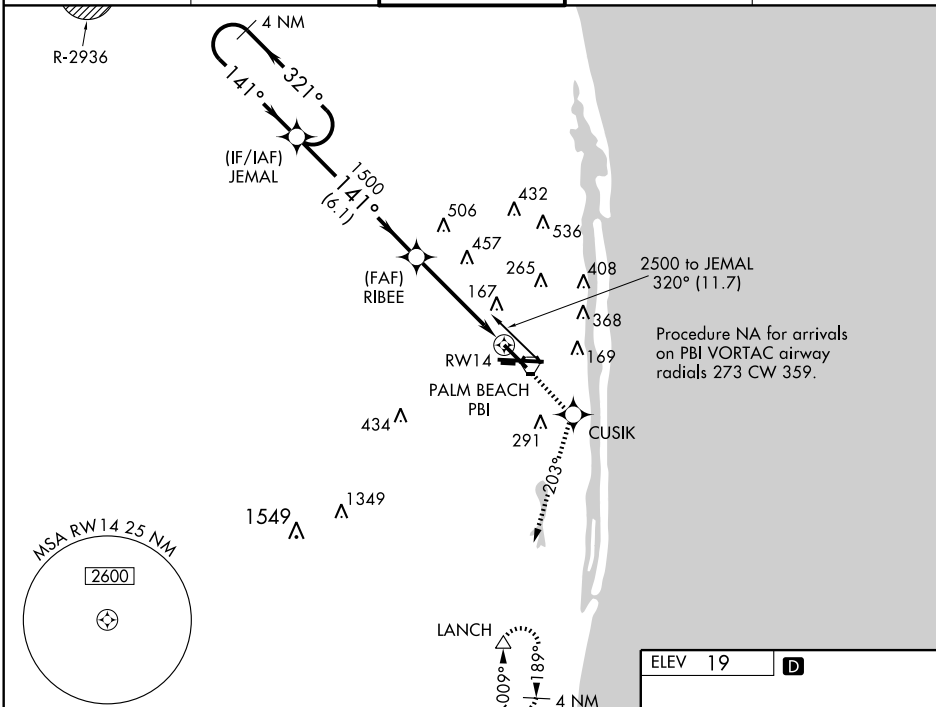 R-2936
4 NM
141°
321°
(IF/IAF)
JEMAL
1500
141°
(6.1)
506
432
536
457
(FAF)
RIBEE
265
408
167
368
2500 to JEMAL
320° (11.7)
RW14
169
Procedure NA for arrivals
on PBI VORTAC airway
radials 273 CW 359.
PALM BEACH
PBI
434
291
CUSIK
203°
1549
1349
MSA RW14 25 NM
2600
LANCH
009°
189°
4 NM
ELEV 19
D